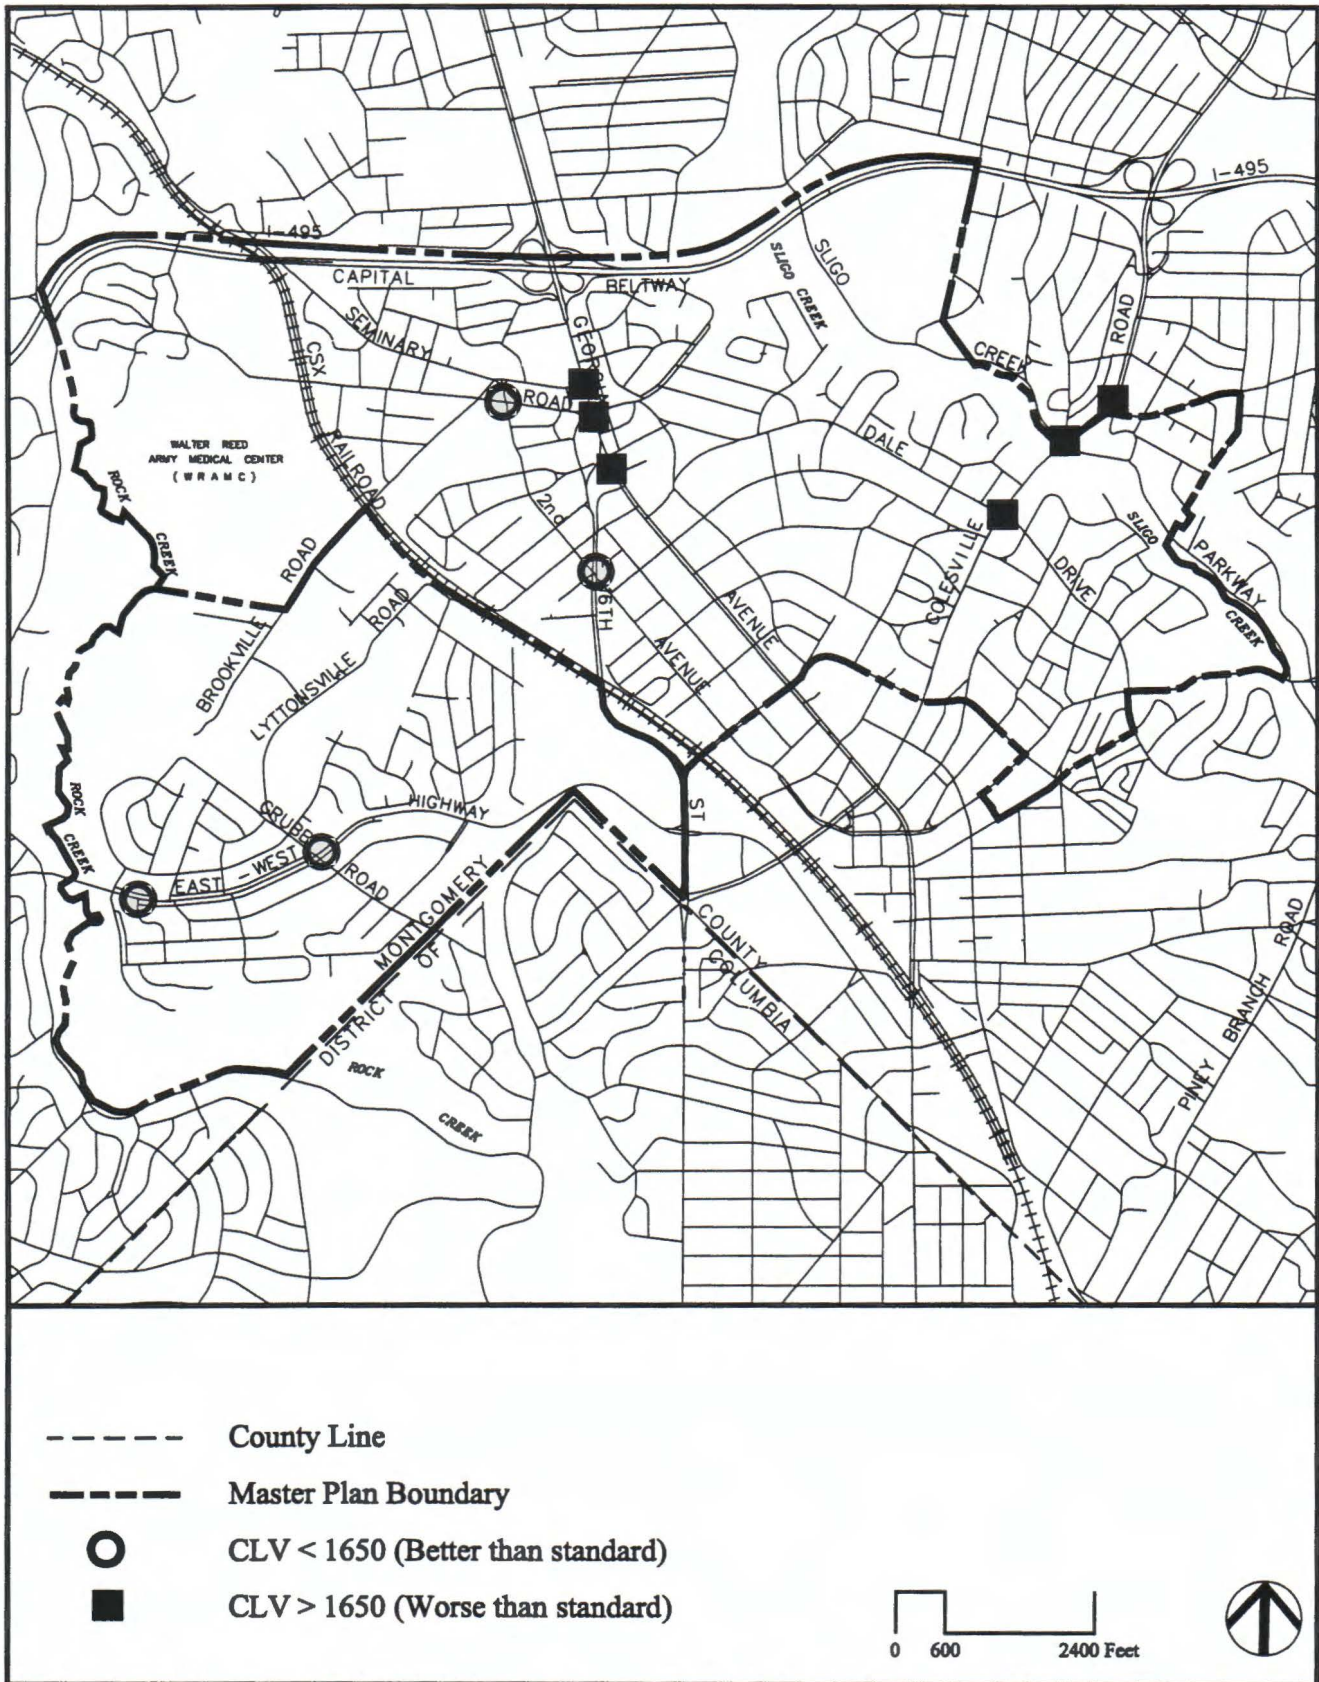 I-495
I-495
CAPITAL
BELTWAY
SLIGO
SLIGO CREEK
SEMINARY
GEORGIA
ROAD
CSX
CREEK
ROAD
RAILROAD
DALE
WALTER REED
ARMY MEDICAL CENTER
(WRAMC)
ROCK
CREEK
2nd
ROAD
COLESVILLE
DRIVE
SLIGO
PARKWAY
CREEK
16TH
AVENUE
AVENUE
ROAD
BROOKVILLE
LYTTONSVILLE
ROCK
CREEK
GRUBB
HIGHWAY
ST
EAST - WEST
ROAD
MONTGOMERY
COUNTY
DISTRICT OF
COLUMBIA
ROCK
CREEK
PINEY BRANCH ROAD
County Line
Master Plan Boundary
CLV < 1650 (Better than standard)
CLV > 1650 (Worse than standard)
0 600 2400 Feet